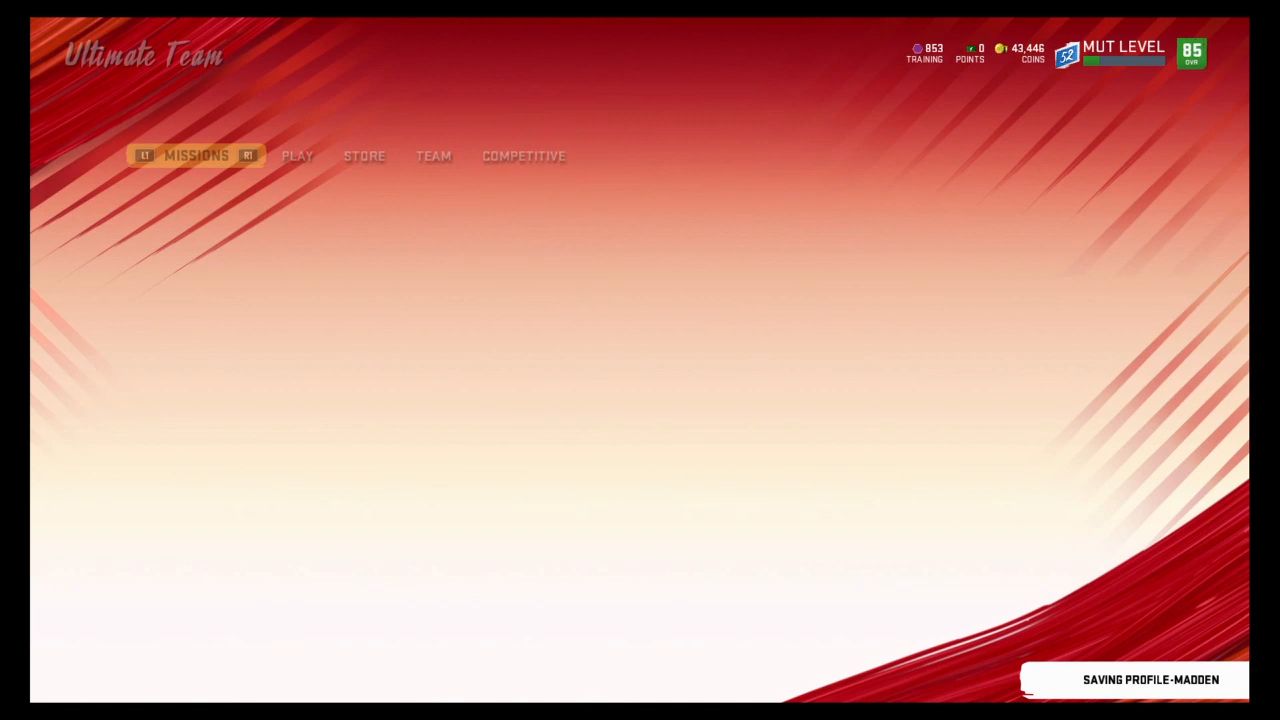 Ultimate Team
853 TRAINING
0 POINTS
43,446 COINS
52 MUT LEVEL
85 OVR
L1 MISSIONS R1 PLAY STORE TEAM COMPETITIVE
SAVING PROFILE-MADDEN